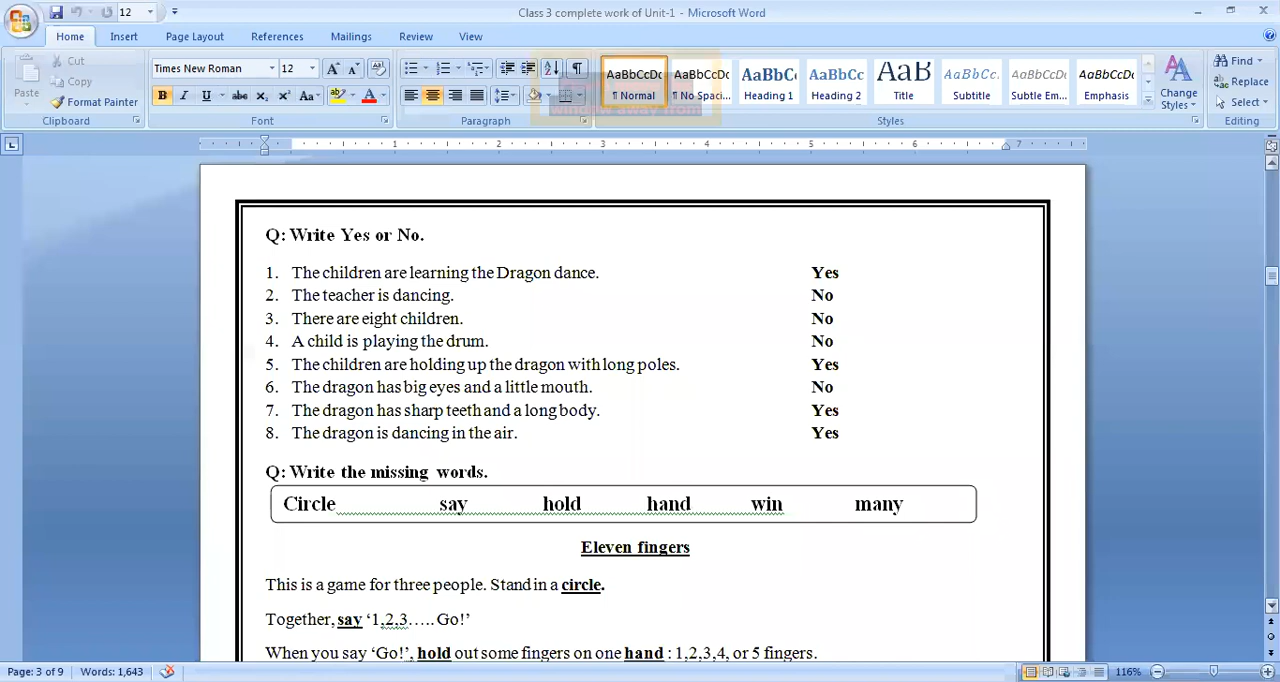 Class 3 complete work of Unit-1 - Microsoft Word
12
Home Insert Page Layout References Mailings Review View
Paste
Cut
Copy
Format Painter
Clipboard
Times New Roman 12
Font
Paragraph
AaBbCcDc AaBbCcDc AaBbC AaBbCc AaB AaBbCc. AaBbCcDc AaBbCcDc
¶ Normal ¶ No Spaci... Heading 1 Heading 2 Title Subtitle Subtle Em... Emphasis
Change Styles
Styles
Find
Replace
Select
Editing
1 2 3 4 5 6 7
Q: Write Yes or No.
1. The children are learning the Dragon dance. Yes
2. The teacher is dancing. No
3. There are eight children. No
4. A child is playing the drum. No
5. The children are holding up the dragon with long poles. Yes
6. The dragon has big eyes and a little mouth. No
7. The dragon has sharp teeth and a long body. Yes
8. The dragon is dancing in the air. Yes
Q: Write the missing words.
Circle say hold hand win many
Eleven fingers
This is a game for three people. Stand in a circle.
Together, say ‘1,2,3….. Go!’
When you say ‘Go!’, hold out some fingers on one hand : 1,2,3,4, or 5 fingers.
Page: 3 of 9 Words: 1,643 116%